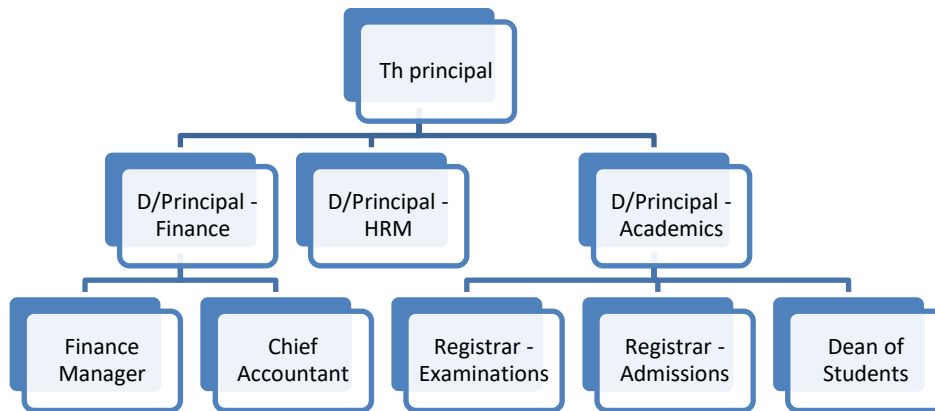 Th principal
D/Principal -
Finance
D/Principal -
HRM
D/Principal -
Academics
Finance
Manager
Chief
Accountant
Registrar -
Examinations
Registrar -
Admissions
Dean of
Students